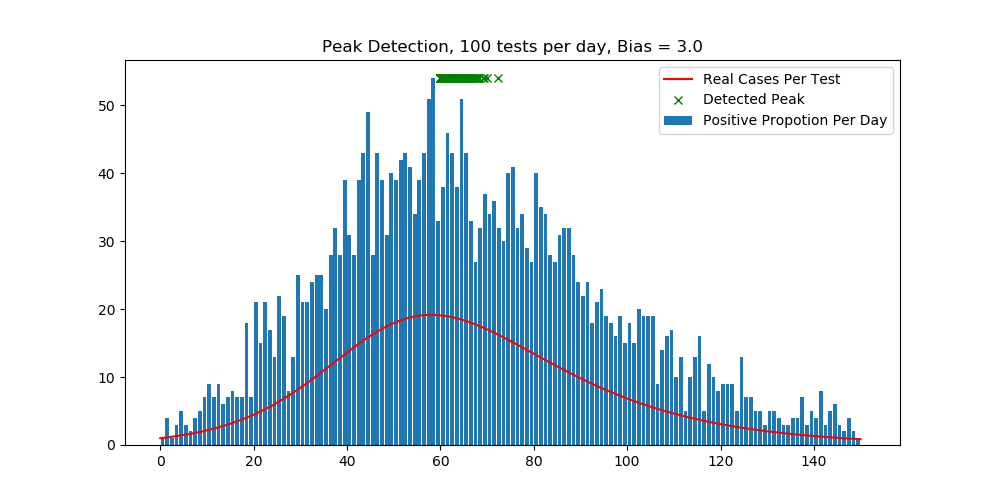 Peak Detection, 100 tests per day, Bias = 3.0
Real Cases Per Test
Detected Peak
Positive Propotion Per Day
50
40
30
20
10
0
0 20 40 60 80 100 120 140